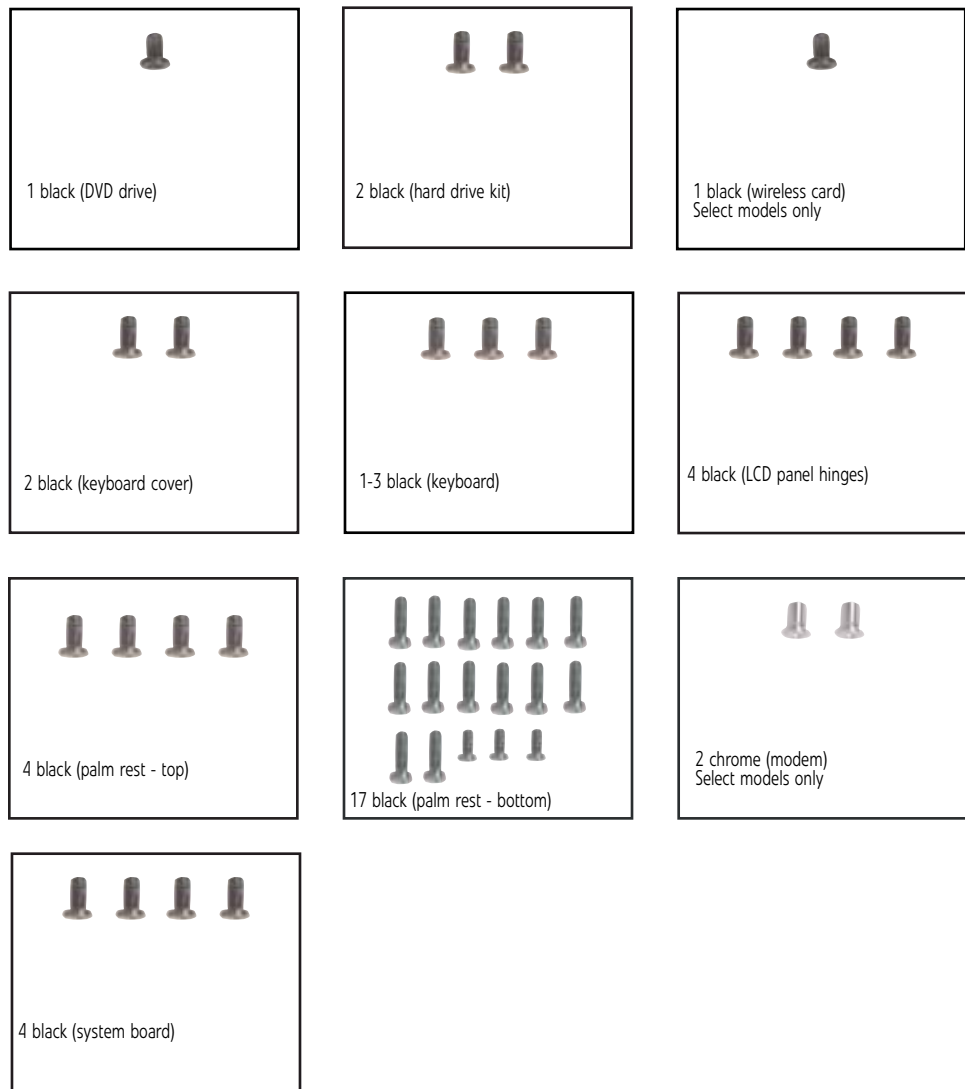 1 black (DVD drive)
2 black (hard drive kit)
1 black (wireless card)
Select models only
2 black (keyboard cover)
1-3 black (keyboard)
4 black (LCD panel hinges)
4 black (palm rest - top)
17 black (palm rest - bottom)
2 chrome (modem)
Select models only
4 black (system board)